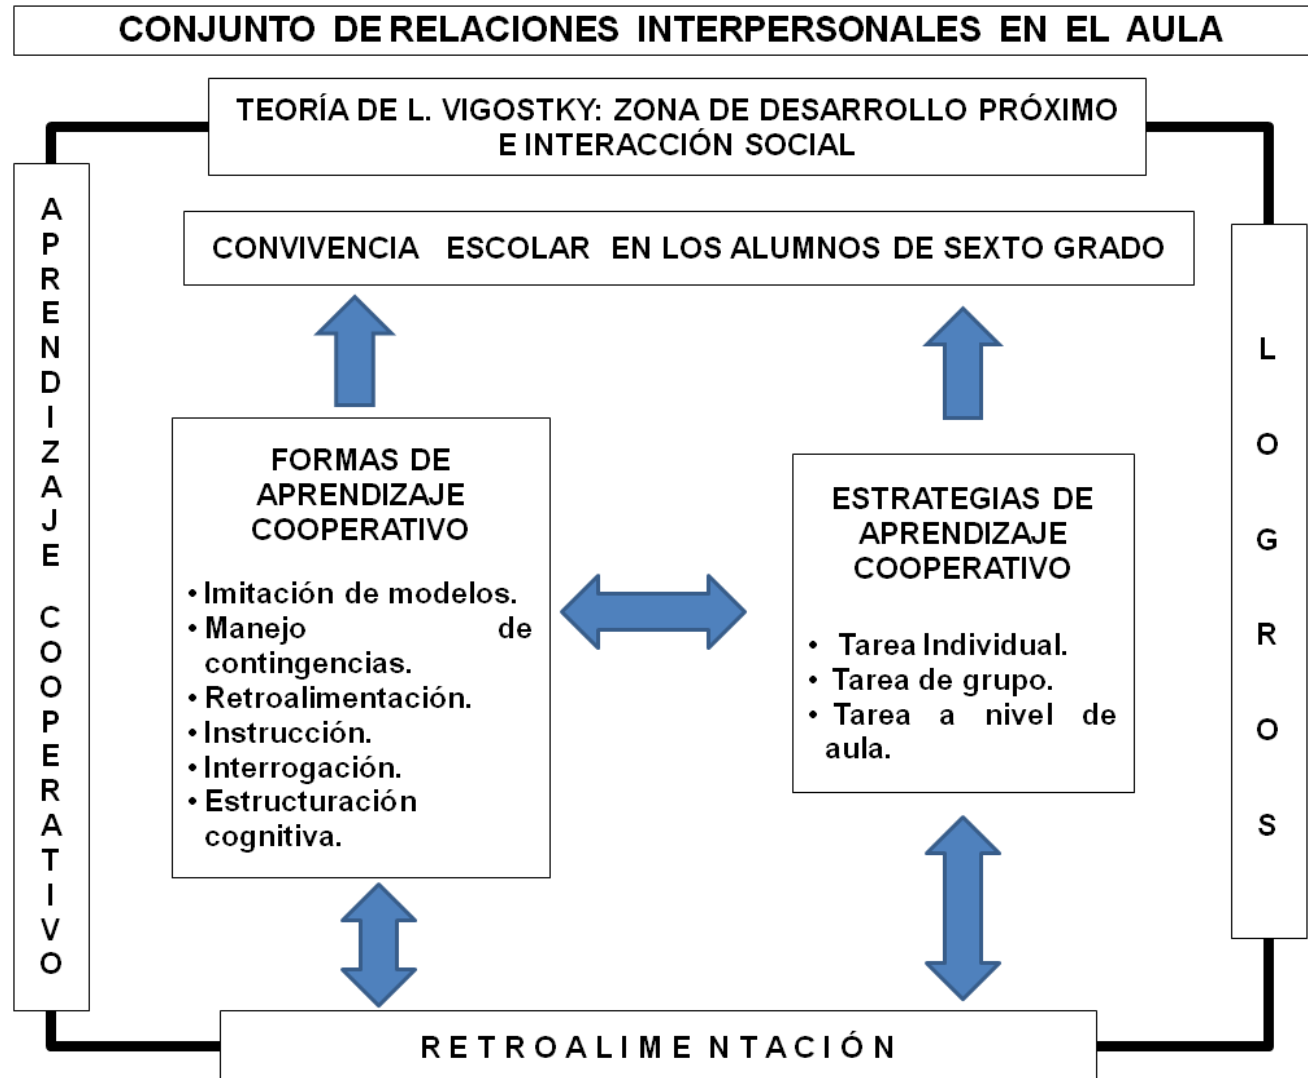 CONJUNTO DE RELACIONES INTERPERSONALES EN EL AULA
TEORÍA DE L. VIGOSTKY: ZONA DE DESARROLLO PRÓXIMO
E INTERACCIÓN SOCIAL
APRENDIZAJE COOPERATIVO
CONVIVENCIA ESCOLAR EN LOS ALUMNOS DE SEXTO GRADO
FORMAS DE
APRENDIZAJE
COOPERATIVO
• Imitación de modelos.
• Manejo de
contingencias.
• Retroalimentación.
• Instrucción.
• Interrogación.
• Estructuración
cognitiva.
ESTRATEGIAS DE
APRENDIZAJE
COOPERATIVO
• Tarea Individual.
• Tarea de grupo.
• Tarea a nivel de
aula.
LOGROS
RETROALIMENTACIÓN